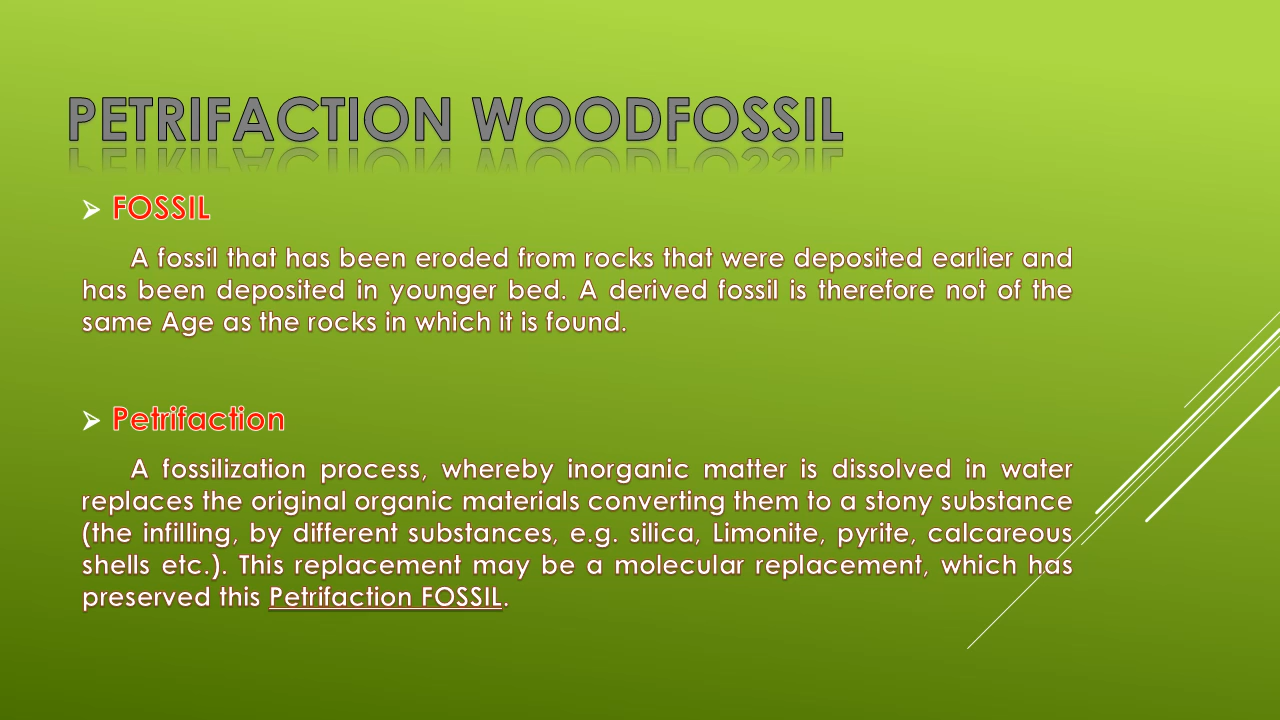 PETRIFACTION WOODFOSSIL
➢ FOSSIL
A fossil that has been eroded from rocks that were deposited earlier and
has been deposited in younger bed. A derived fossil is therefore not of the
same Age as the rocks in which it is found.
➢ Petrifaction
A fossilization process, whereby inorganic matter is dissolved in water
replaces the original organic materials converting them to a stony substance
(the infilling, by different substances, e.g. silica, Limonite, pyrite, calcareous
shells etc.). This replacement may be a molecular replacement, which has
preserved this Petrifaction FOSSIL.